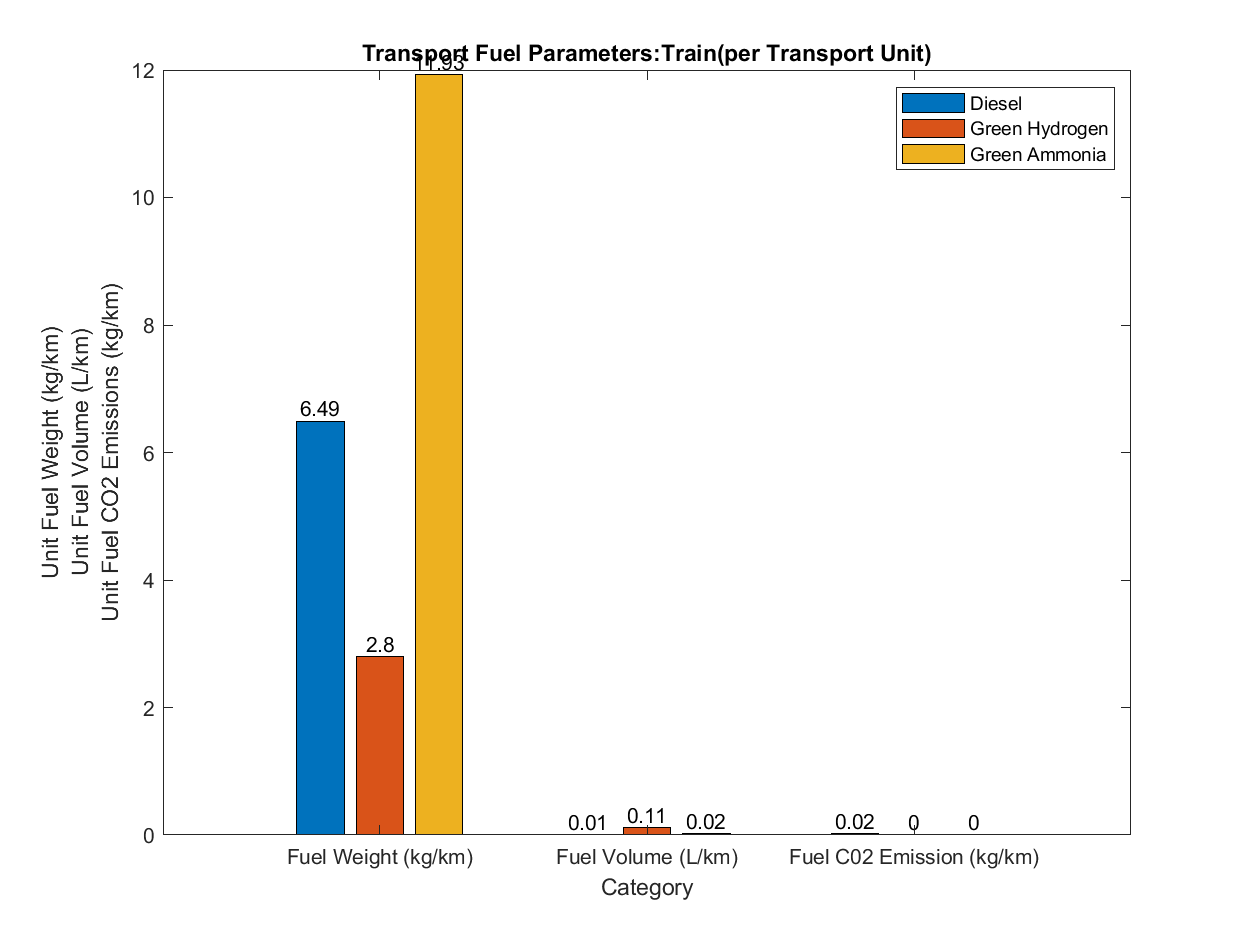 Transport Fuel Parameters:Train(per Transport Unit)
11.93
12
10
8
6
4
2
0
Unit Fuel Weight (kg/km)
Unit Fuel Volume (L/km)
Unit Fuel CO2 Emissions (kg/km)
Diesel
Green Hydrogen
Green Ammonia
6.49
2.8
0.01
0.11
0.02
0.02
0
0
Fuel Weight (kg/km)
Fuel Volume (L/km)
Fuel C02 Emission (kg/km)
Category